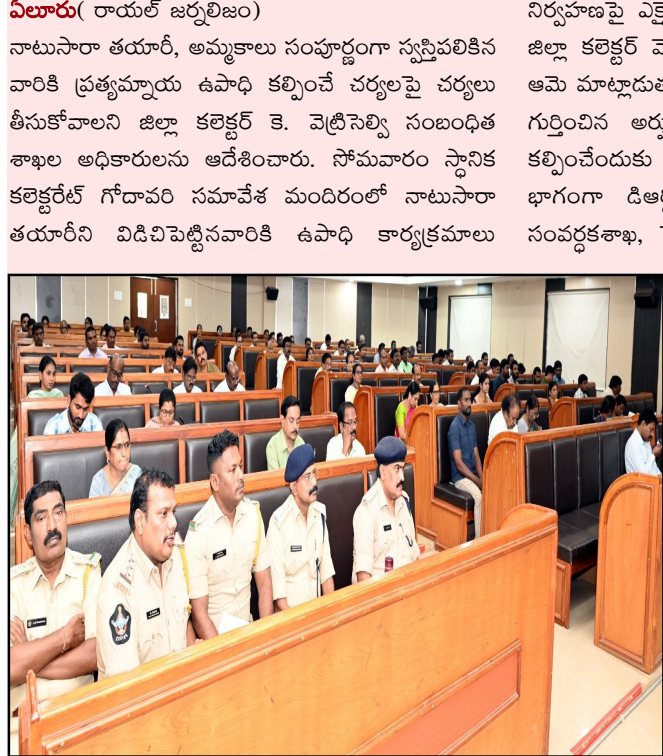 ఏలూరు( రాయల్ జర్నలిజం)
నాటుసారా తయారీ, అమ్మకాలు సంపూర్ణంగా స్వస్తిపలికిన
వారికి ప్రత్యమ్నాయ ఉపాధి కల్పించే చర్యలపై చర్యలు
తీసుకోవాలని జిల్లా కలెక్టర్ కె. వెట్రిసెల్వి సంబంధిత
శాఖల అధికారులను ఆదేశించారు. సోమవారం స్ధానిక
కలెక్టరేట్ గోదావరి సమావేశ మందిరంలో నాటుసారా
తయారీని విడిచిపెట్టినవారికి ఉపాధి కార్యక్రమాలు
నిర్వహణపై
జిల్లా కలెక్టర్
ఆమె
గుర్తించిన
కల్పించేందుకు
భాగంగా
సంవర్ధకశాఖ,